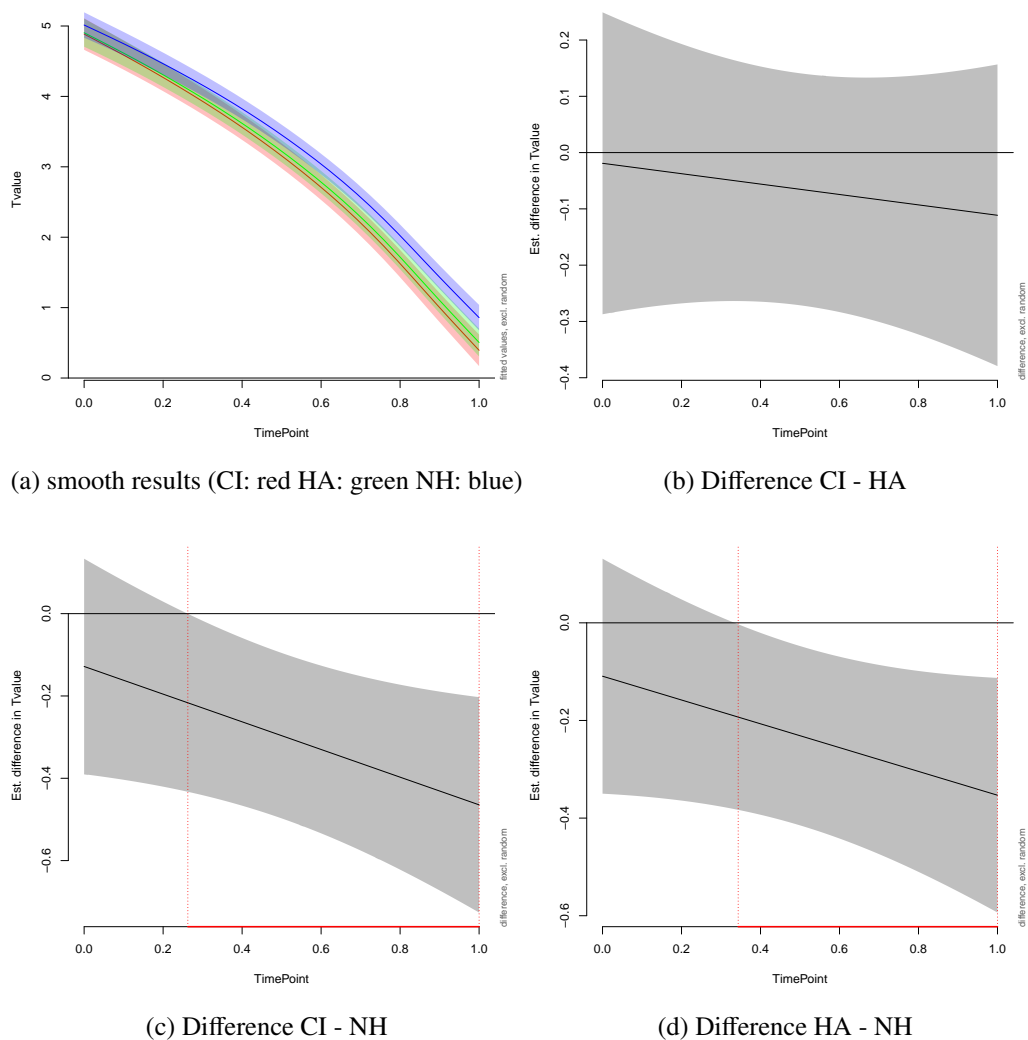 5
4
3
2
1
0
Tvalue
0.0 0.2 0.4 0.6 0.8 1.0
TimePoint
fitted values, excl. random
(a) smooth results (CI: red HA: green NH: blue)
0.2
0.1
0.0
−0.1
−0.2
−0.3
−0.4
Est. difference in Tvalue
0.0 0.2 0.4 0.6 0.8 1.0
TimePoint
difference, excl. random
(b) Difference CI - HA
0.0
−0.2
−0.4
−0.6
Est. difference in Tvalue
0.0 0.2 0.4 0.6 0.8 1.0
TimePoint
difference, excl. random
(c) Difference CI - NH
0.0
−0.2
−0.4
−0.6
Est. difference in Tvalue
0.0 0.2 0.4 0.6 0.8 1.0
TimePoint
difference, excl. random
(d) Difference HA - NH